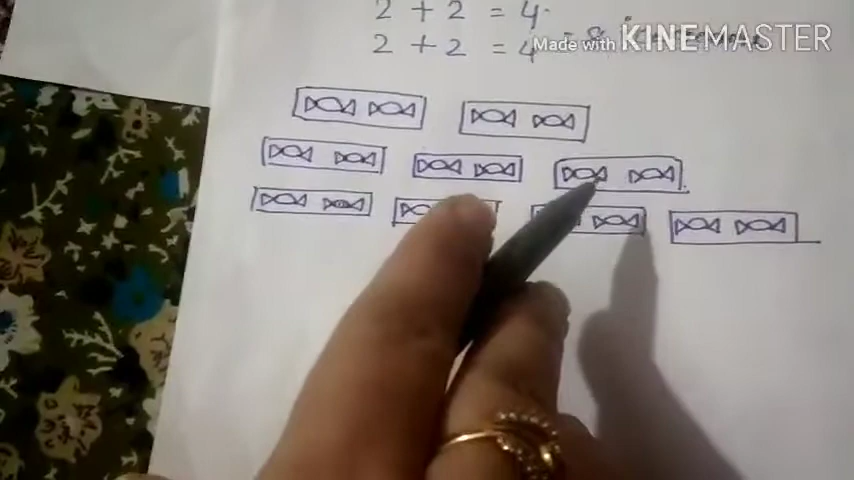 2 + 2 = 4.
2 + 2 = 4
Made with KINEMASTER